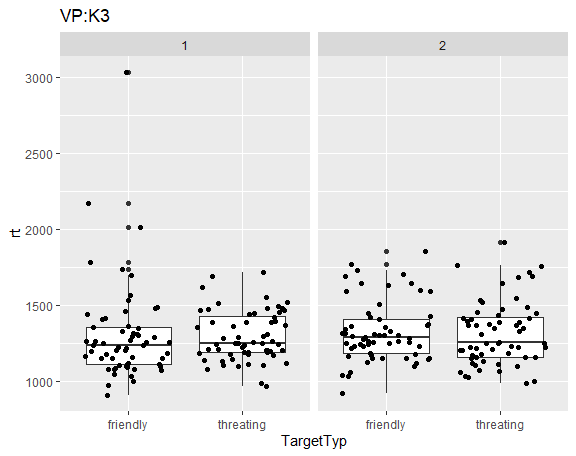 VP:K3
1 2
rt
3000
2500
2000
1500
1000
friendly threating friendly threating
TargetTyp